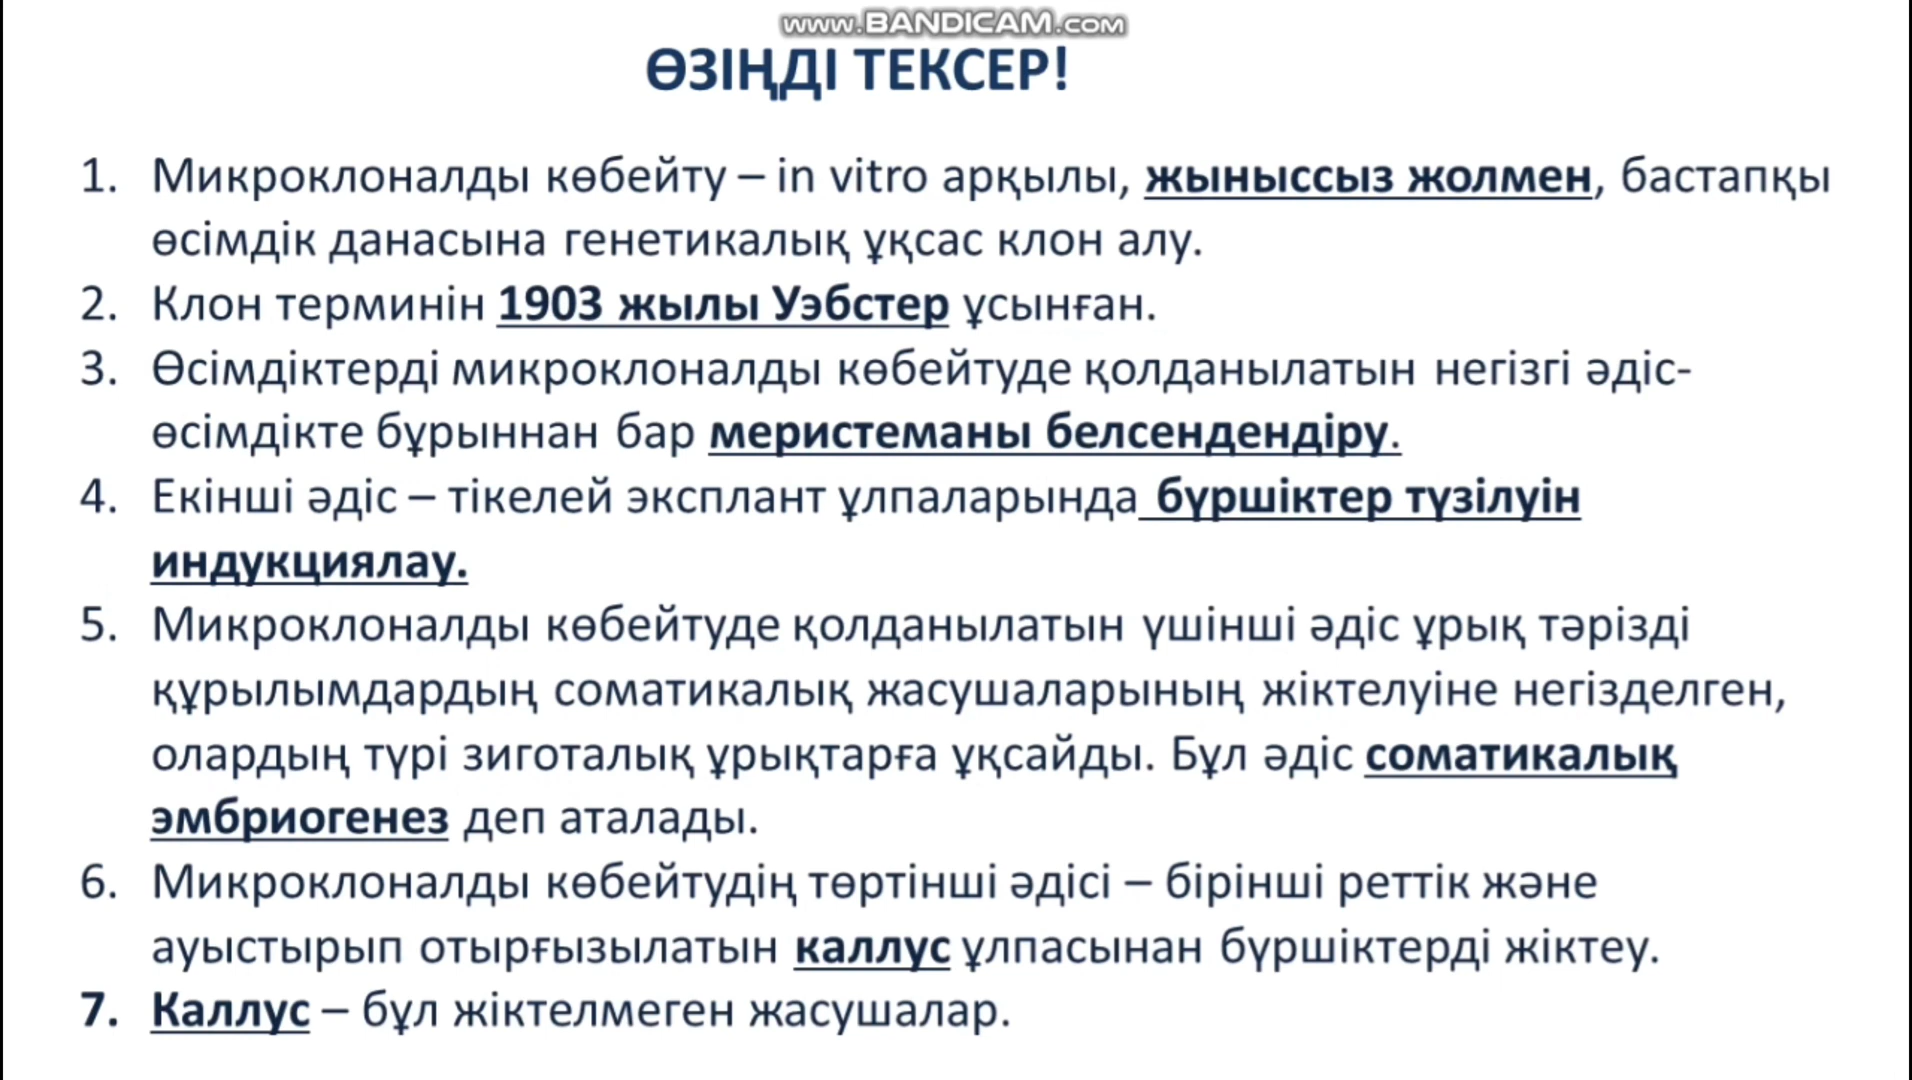 www.BANDICAM.com
ӨЗІҢДІ ТЕКСЕР!
1. Микроклоналды көбейту – in vitro арқылы, жыныссыз жолмен, бастапқы
өсімдік данасына генетикалық ұқсас клон алу.
2. Клон терминін 1903 жылы Уэбстер ұсынған.
3. Өсімдіктерді микроклоналды көбейтуде қолданылатын негізгі әдіс-
өсімдікте бұрыннан бар меристеманы белсендендіру.
4. Екінші әдіс – тікелей эксплант ұлпаларында бүршіктер түзілуін
индукциялау.
5. Микроклоналды көбейтуде қолданылатын үшінші әдіс ұрық тәрізді
құрылымдардың соматикалық жасушаларының жіктелуіне негізделген,
олардың түрі зиготалық ұрықтарға ұқсайды. Бұл әдіс соматикалық
эмбриогенез деп аталады.
6. Микроклоналды көбейтудің төртінші әдісі – бірінші реттік және
ауыстырып отырғызылатын каллус ұлпасынан бүршіктерді жіктеу.
7. Каллус – бұл жіктелмеген жасушалар.